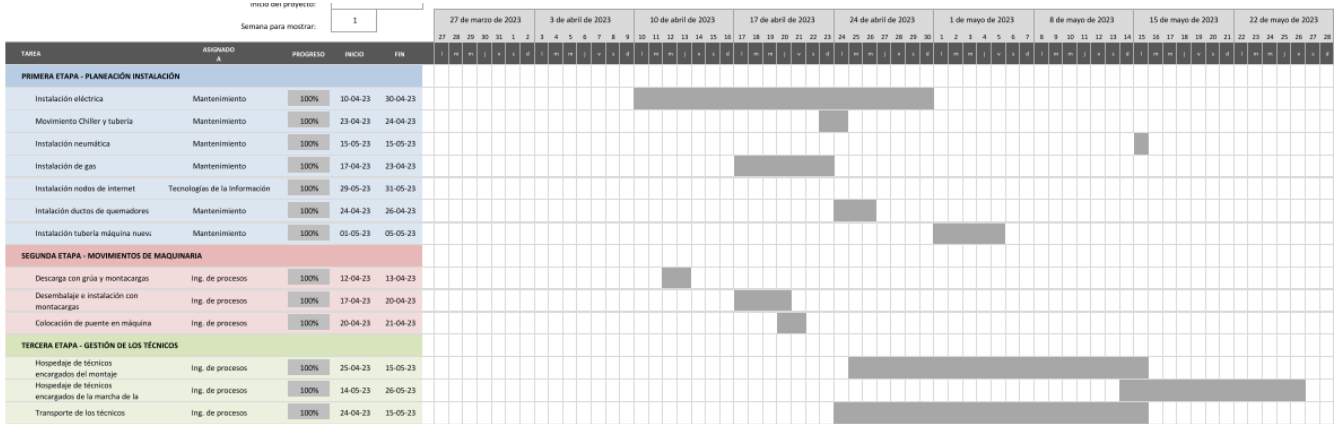 Inicio del proyecto:
Semana para mostrar: 1
27 de marzo de 2023 3 de abril de 2023 10 de abril de 2023 17 de abril de 2023 24 de abril de 2023 1 de mayo de 2023 8 de mayo de 2023 15 de mayo de 2023 22 de mayo de 2023
27 28 29 30 31 1 2 3 4 5 6 7 8 9 10 11 12 13 14 15 16 17 18 19 20 21 22 23 24 25 26 27 28 29 30 1 2 3 4 5 6 7 8 9 10 11 12 13 14 15 16 17 18 19 20 21 22 23 24 25 26 27 28
TAREA ASIGNADO A PROGRESO INICIO FIN l m m j v s d l m m j v s d l m m j v s d l m m j v s d l m m j v s d l m m j v s d l m m j v s d l m m j v s d l m m j v s d
PRIMERA ETAPA - PLANEACIÓN INSTALACIÓN
Instalación eléctrica Mantenimiento 100% 10-04-23 30-04-23
Movimiento Chiller y tubería Mantenimiento 100% 23-04-23 24-04-23
Instalación neumática Mantenimiento 100% 15-05-23 15-05-23
Instalación de gas Mantenimiento 100% 17-04-23 23-04-23
Instalación nodos de internet Tecnologías de la Información 100% 29-05-23 31-05-23
Intalación ductos de quemadores Mantenimiento 100% 24-04-23 26-04-23
Instalación tubería máquina nueva Mantenimiento 100% 01-05-23 05-05-23
SEGUNDA ETAPA - MOVIMIENTOS DE MAQUINARIA
Descarga con grúa y montacargas Ing. de procesos 100% 12-04-23 13-04-23
Desembalaje e instalación con
montacargas Ing. de procesos 100% 17-04-23 20-04-23
Colocación de puente en máquina Ing. de procesos 100% 20-04-23 21-04-23
TERCERA ETAPA - GESTIÓN DE LOS TÉCNICOS
Hospedaje de técnicos
encargados del montaje Ing. de procesos 100% 25-04-23 15-05-23
Hospedaje de técnicos
encargados de la marcha de la Ing. de procesos 100% 14-05-23 26-05-23
Transporte de los técnicos Ing. de procesos 100% 24-04-23 15-05-23